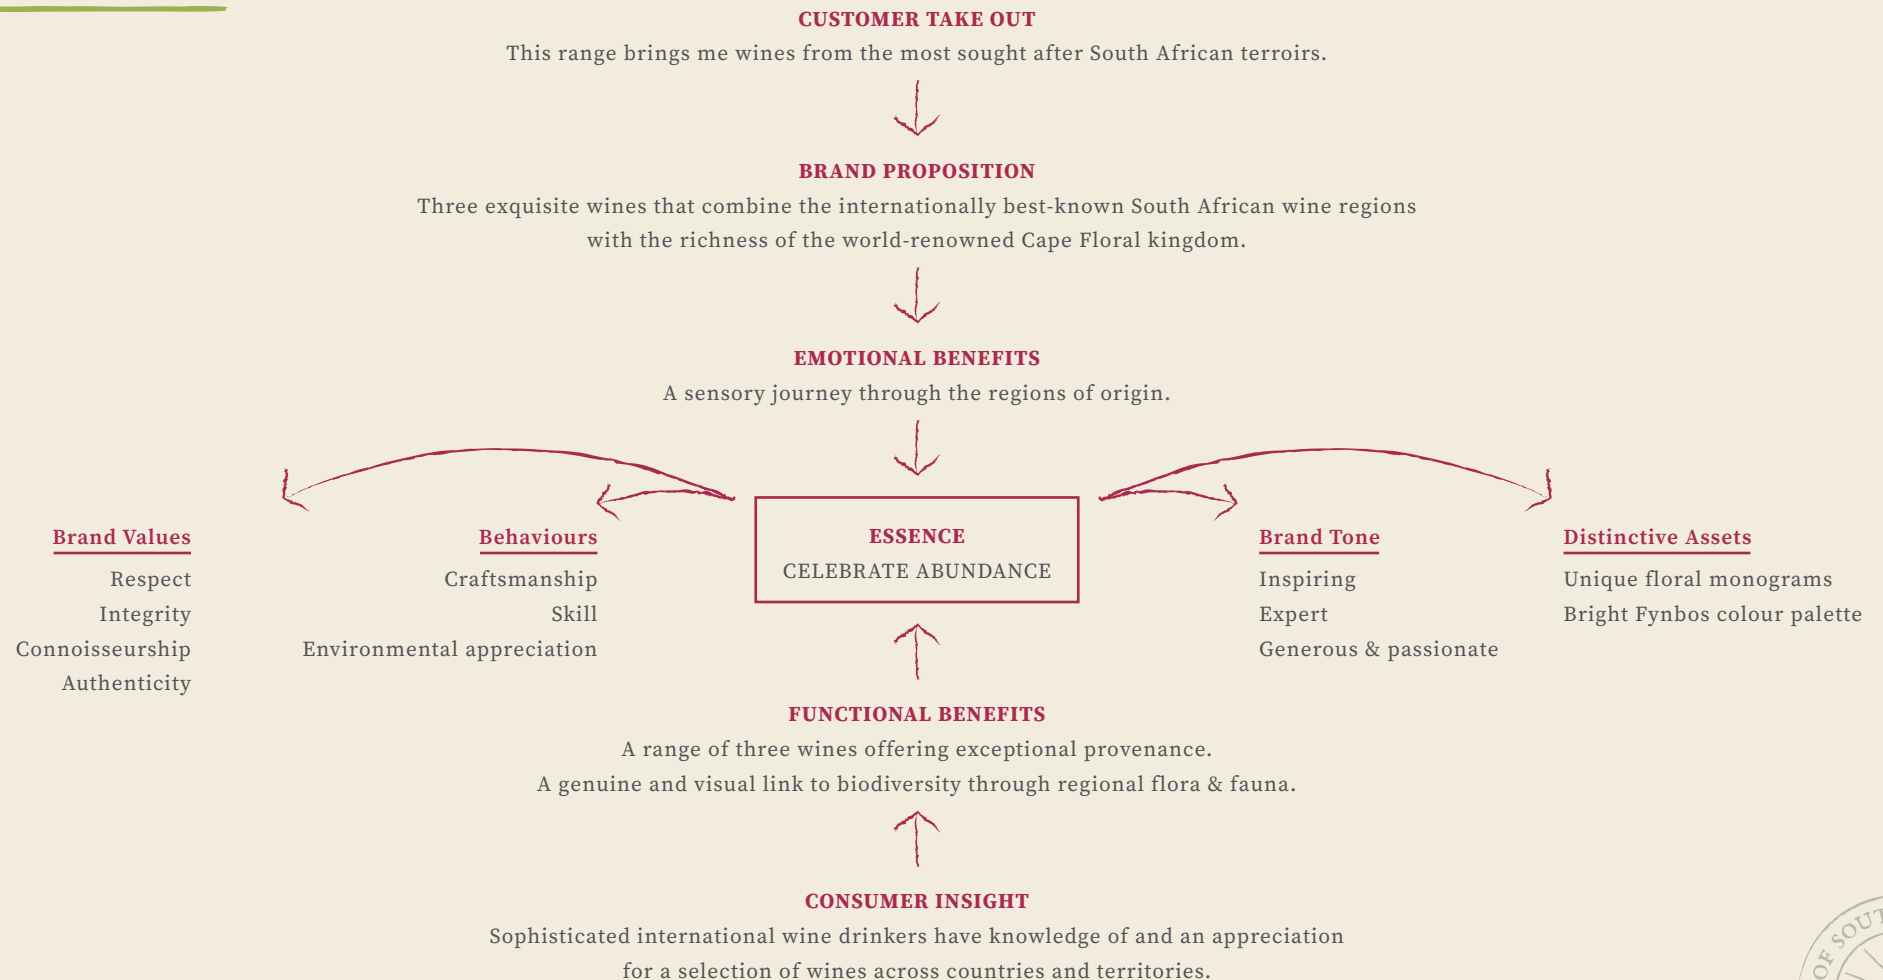 CUSTOMER TAKE OUT
This range brings me wines from the most sought after South African terroirs.
BRAND PROPOSITION
Three exquisite wines that combine the internationally best-known South African wine regions
with the richness of the world-renowned Cape Floral kingdom.
EMOTIONAL BENEFITS
A sensory journey through the regions of origin.
Brand Values
Respect
Integrity
Connoisseurship
Authenticity
Behaviours
Craftsmanship
Skill
Environmental appreciation
ESSENCE
CELEBRATE ABUNDANCE
Brand Tone
Inspiring
Expert
Generous & passionate
Distinctive Assets
Unique floral monograms
Bright Fynbos colour palette
FUNCTIONAL BENEFITS
A range of three wines offering exceptional provenance.
A genuine and visual link to biodiversity through regional flora & fauna.
CONSUMER INSIGHT
Sophisticated international wine drinkers have knowledge of and an appreciation
for a selection of wines across countries and territories.
OF SOUT